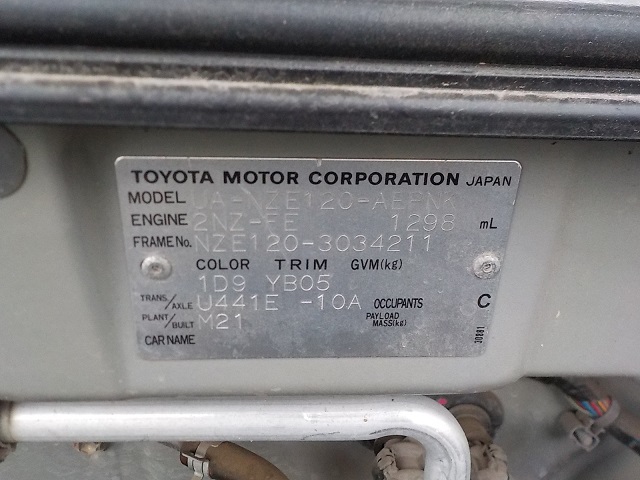 TOYOTA MOTOR CORPORATION JAPAN
MODEL UA-NZE120-AEPNK
ENGINE 2NZ-FE 1298 mL
FRAME No. NZE120-3034211
COLOR TRIM GVM(kg)
1D9 YB05
TRANS/AXLE U441E -10A OCCUPANTS C
PLANT/BUILT M21 PAYLOAD MASS(kg)
CAR NAME
30881